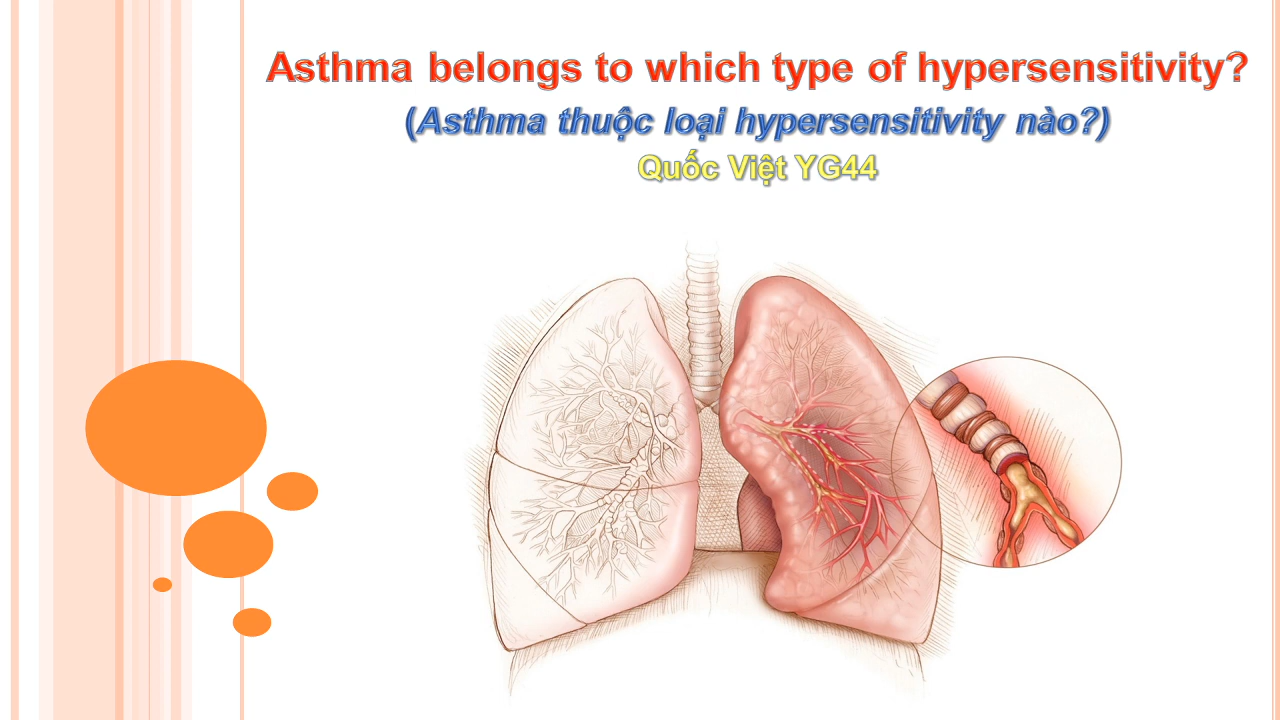 Asthma belongs to which type of hypersensitivity?
(Asthma thuộc loại hypersensitivity nào?)
Quốc Việt YG44